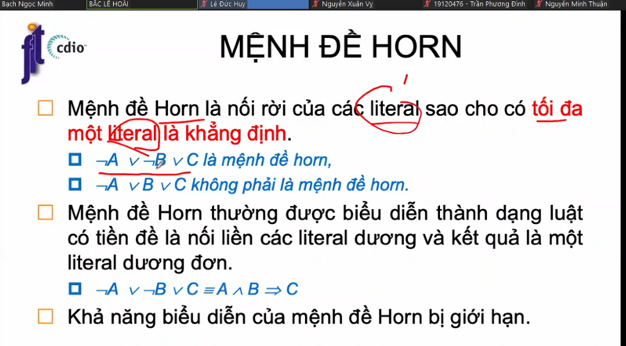 Bạch Ngọc Minh BẮC LÊ HOÀI Lê Đức Huy Nguyễn Xuân Vy 19120476 - Trần Phương Đình Nguyễn Minh Thuận
fit cdio
MỆNH ĐỀ HORN
Mệnh đề Horn là nối rời của các literal sao cho có tối đa
một literal là khẳng định.
¬A ∨ ¬B ∨ C là mệnh đề horn,
¬A ∨ B ∨ C không phải là mệnh đề horn.
Mệnh đề Horn thường được biểu diễn thành dạng luật
có tiền đề là nối liền các literal dương và kết quả là một
literal dương đơn.
¬A ∨ ¬B ∨ C ≡ A ∧ B ⇒ C
Khả năng biểu diễn của mệnh đề Horn bị giới hạn.